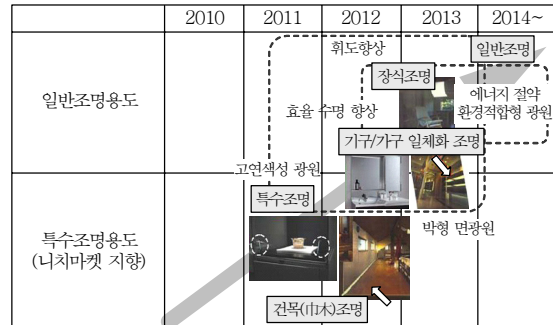 2010 2011 2012 2013 2014~
휘도향상
일반조명
장식조명
일반조명용도
에너지 절약
환경적합형 광원
효율 수명 향상
기구/가구 일체화 조명
고연색성 광원
특수조명
박형 면광원
특수조명용도
(니치마켓 지향)
건목(巾木)조명